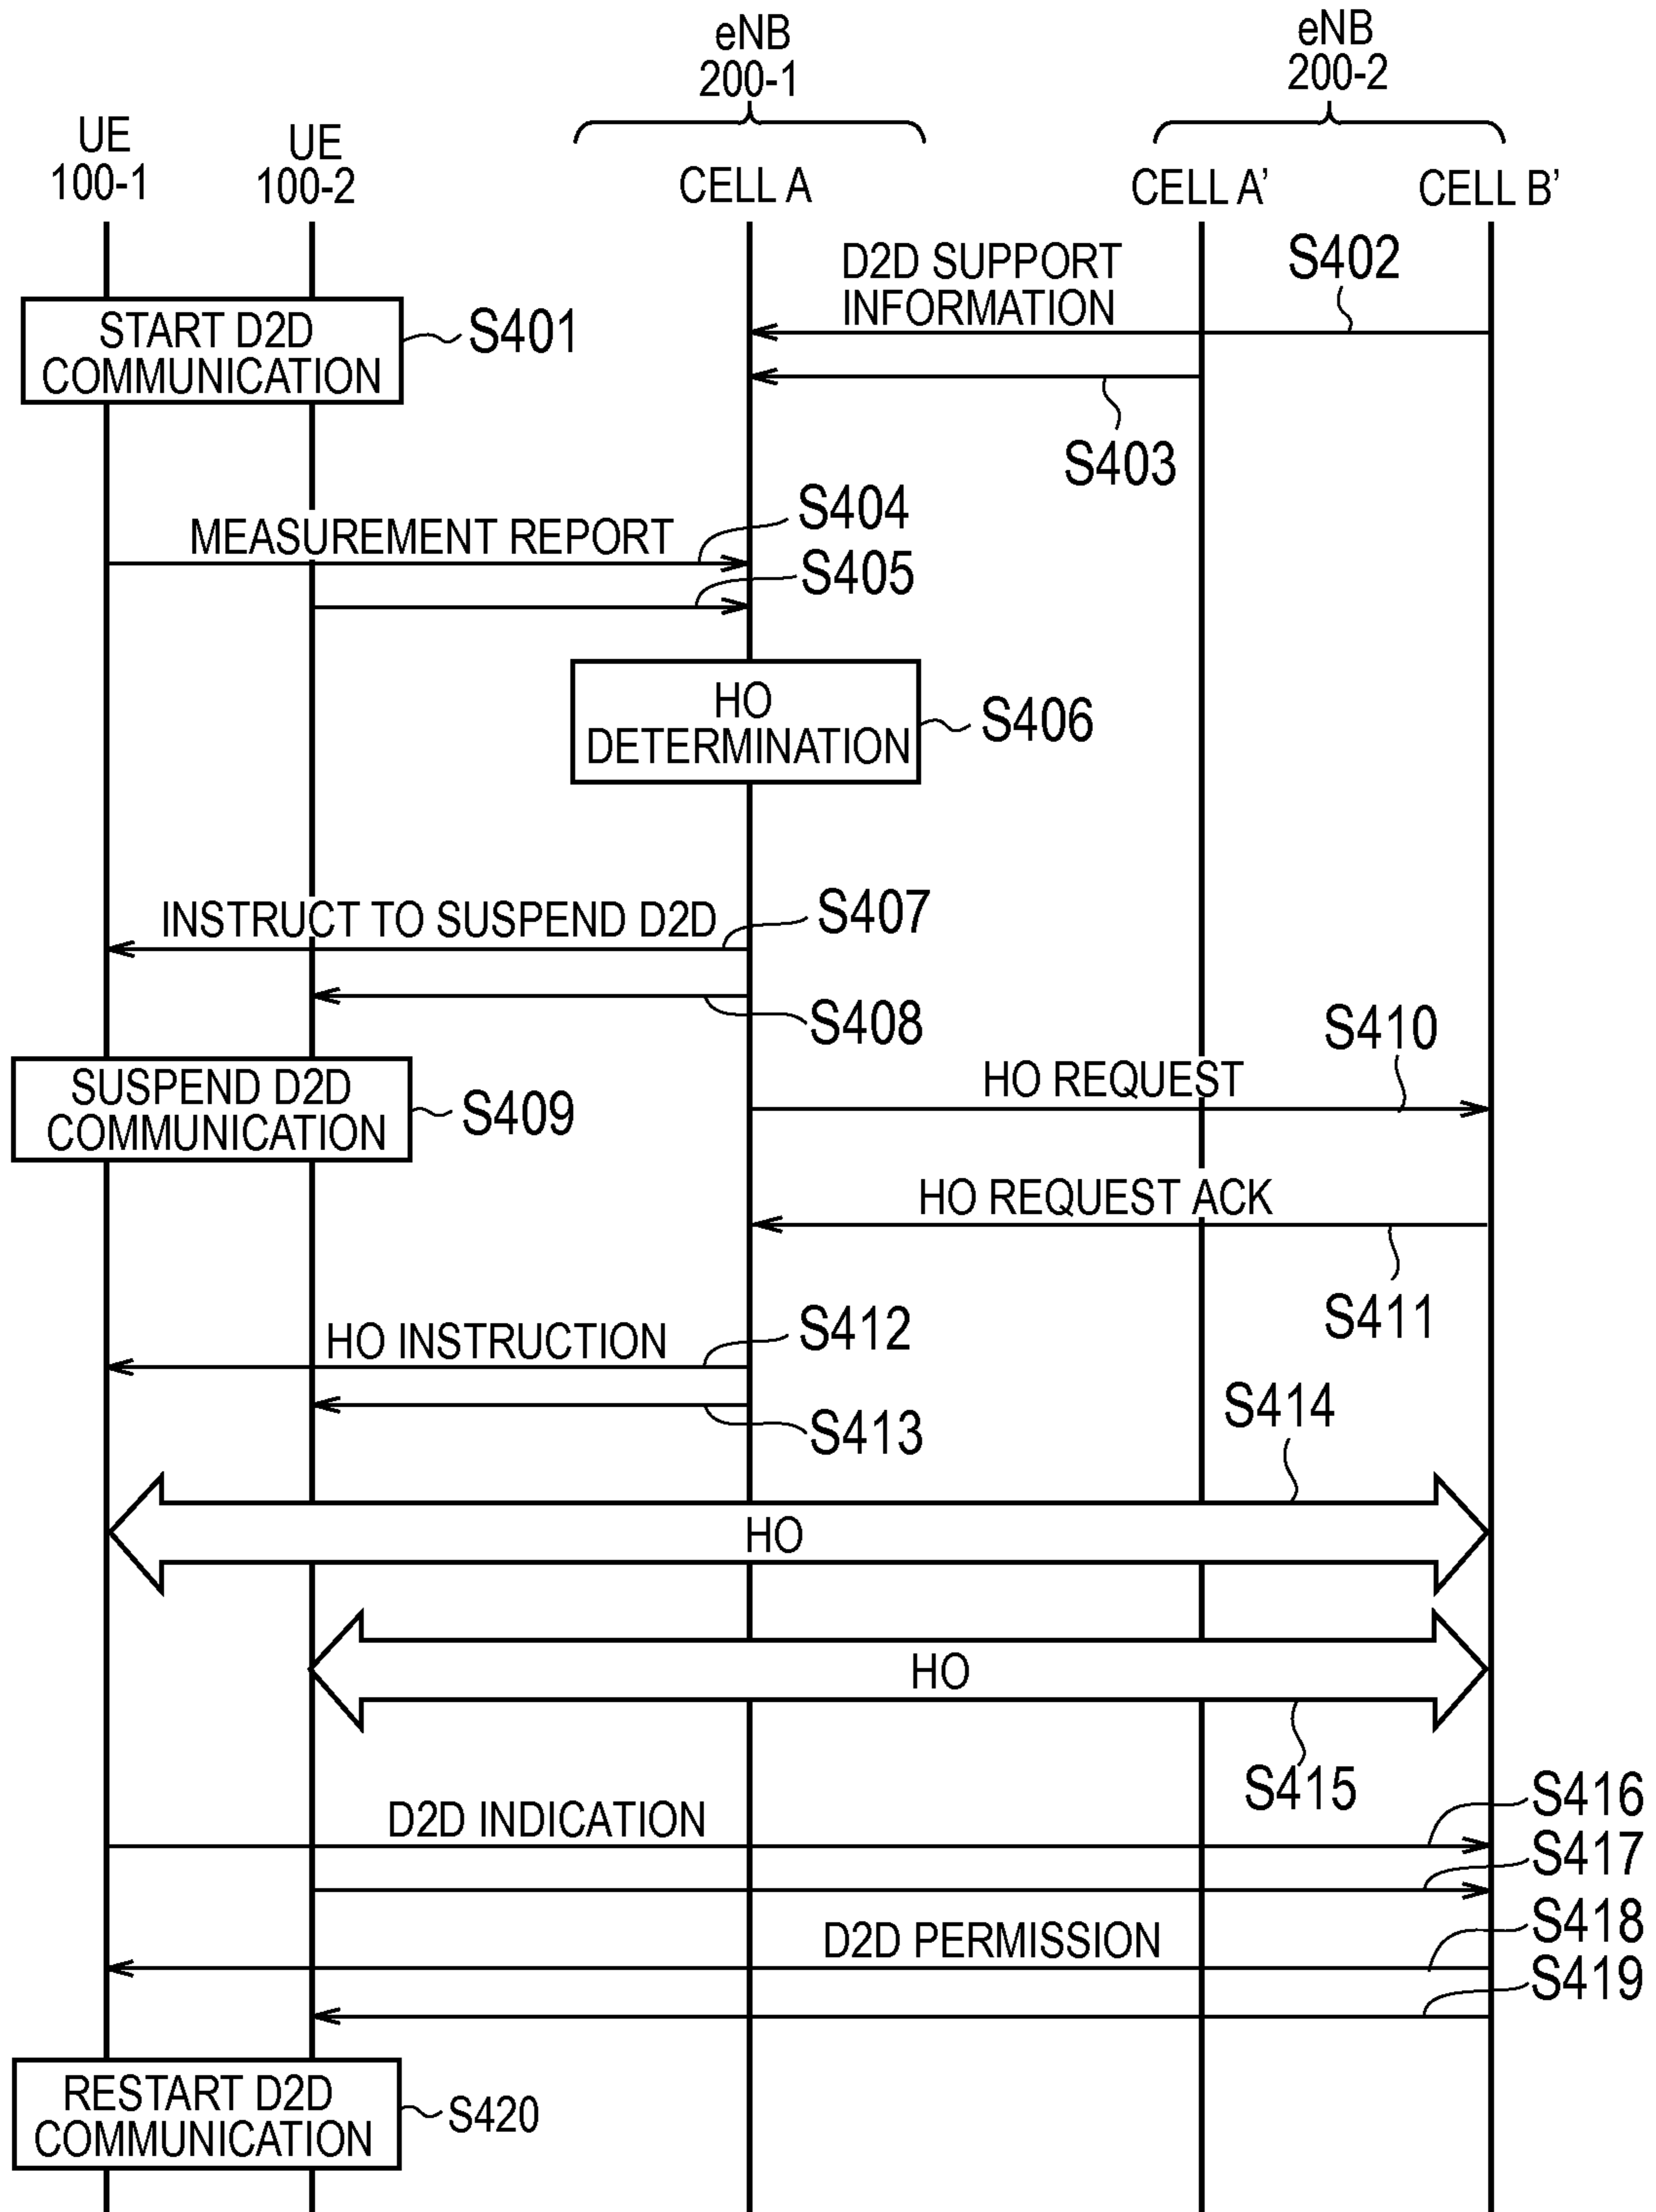 eNB
200-1
eNB
200-2
UE
100-1
UE
100-2
CELL A
CELL A’
CELL B’
D2D SUPPORT
INFORMATION
S402
START D2D
COMMUNICATION
S401
S403
MEASUREMENT REPORT
S404
S405
HO
DETERMINATION
S406
INSTRUCT TO SUSPEND D2D
S407
S408
SUSPEND D2D
COMMUNICATION
S409
HO REQUEST
S410
HO REQUEST ACK
S411
HO INSTRUCTION
S412
S413
S414
HO
HO
S415
D2D INDICATION
S416
S417
D2D PERMISSION
S418
S419
RESTART D2D
COMMUNICATION
S420